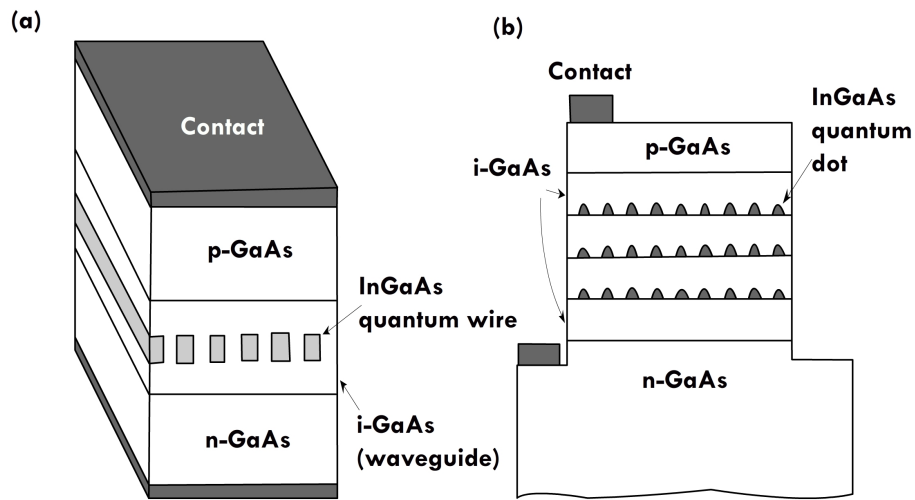 (a)
Contact
p-GaAs
InGaAs
quantum wire
n-GaAs
i-GaAs
(waveguide)
(b)
Contact
InGaAs
quantum
dot
p-GaAs
i-GaAs
n-GaAs